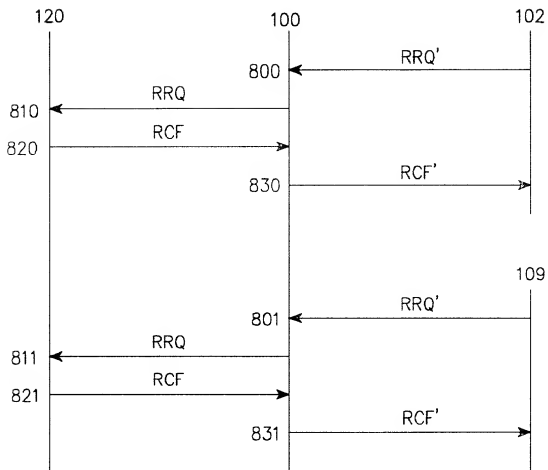 120 100 102
800 RRQ'
810 RRQ
820 RCF
830 RCF'
109
801 RRQ'
811 RRQ
821 RCF
831 RCF'